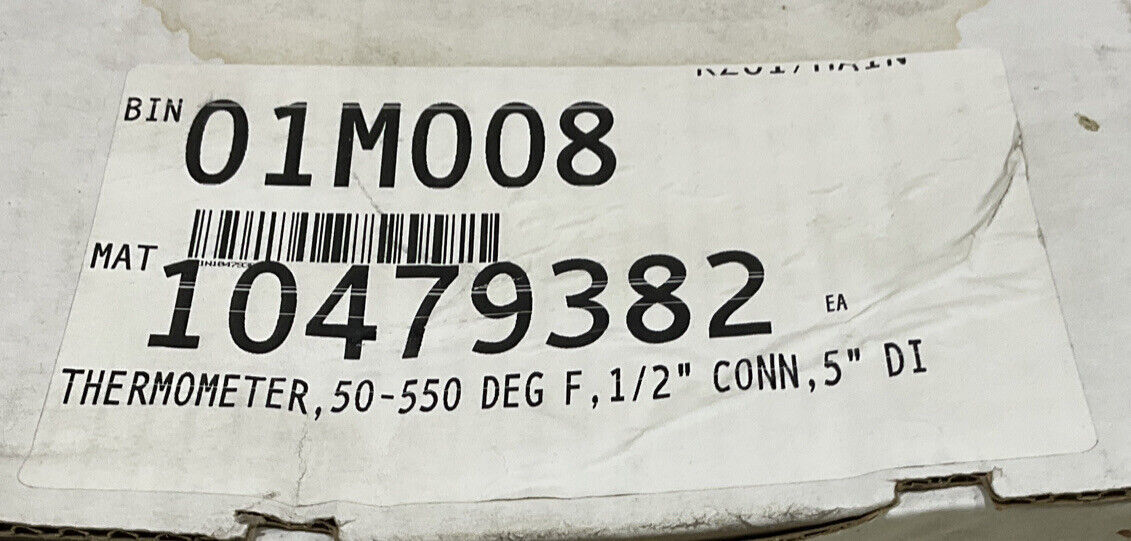 BIN 01M008
MAT 10479382 EA
THERMOMETER,50-550 DEG F,1/2" CONN,5" DI